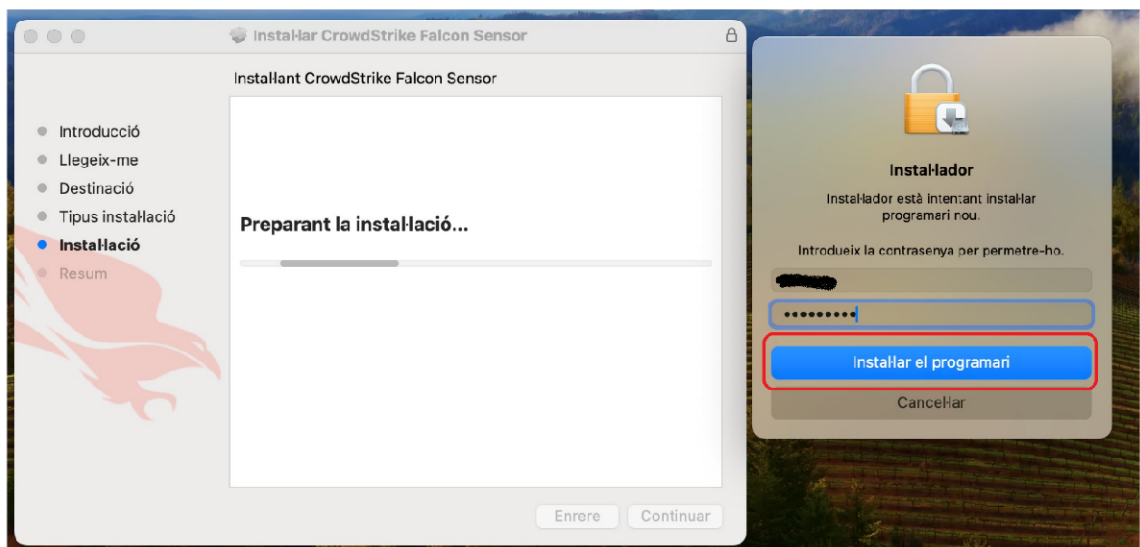 Instal·lar CrowdStrike Falcon Sensor
Instal·lant CrowdStrike Falcon Sensor
Introducció
Llegeix-me
Destinació
Tipus instal·lació
Instal·lació
Resum
Preparant la instal·lació...
Enrere
Continuar
Instal·lador
Instal·lador està intentant instal·lar
programari nou.
Introdueix la contrasenya per permetre-ho.
Instal·lar el programari
Cancel·lar